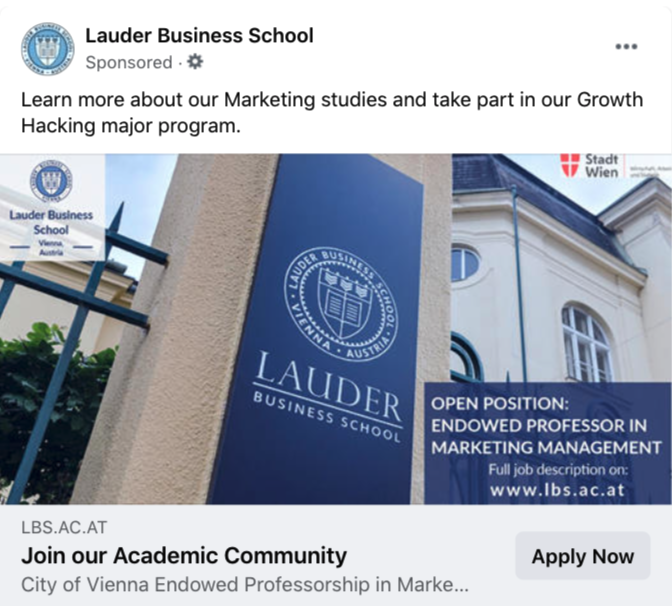 Lauder Business School
Sponsored ·
Learn more about our Marketing studies and take part in our Growth
Hacking major program.
Lauder Business
School
Vienna,
Austria
Stadt
Wien
LAUDER BUSINESS SCHOOL
VIENNA, AUSTRIA
LAUDER
BUSINESS SCHOOL
OPEN POSITION:
ENDOWED PROFESSOR IN
MARKETING MANAGEMENT
Full job description on:
www.lbs.ac.at
LBS.AC.AT
Join our Academic Community
Apply Now
City of Vienna Endowed Professorship in Marke...